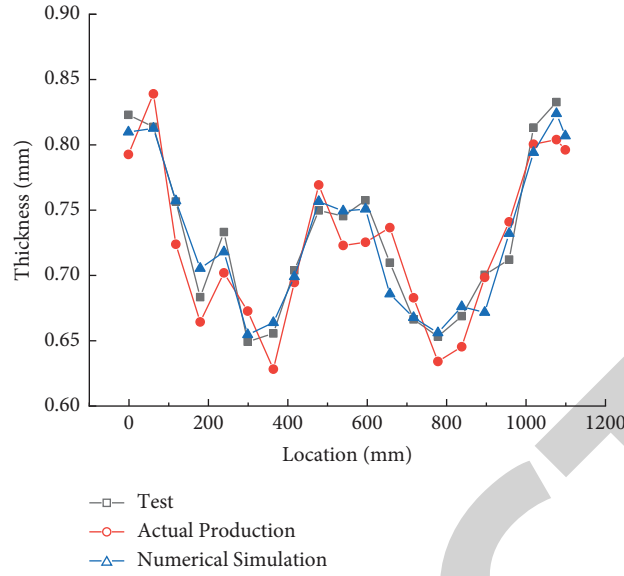 0.90
0.85
0.80
0.75
0.70
0.65
0.60
Thickness (mm)
0 200 400 600 800 1000 1200
Location (mm)
Test
Actual Production
Numerical Simulation